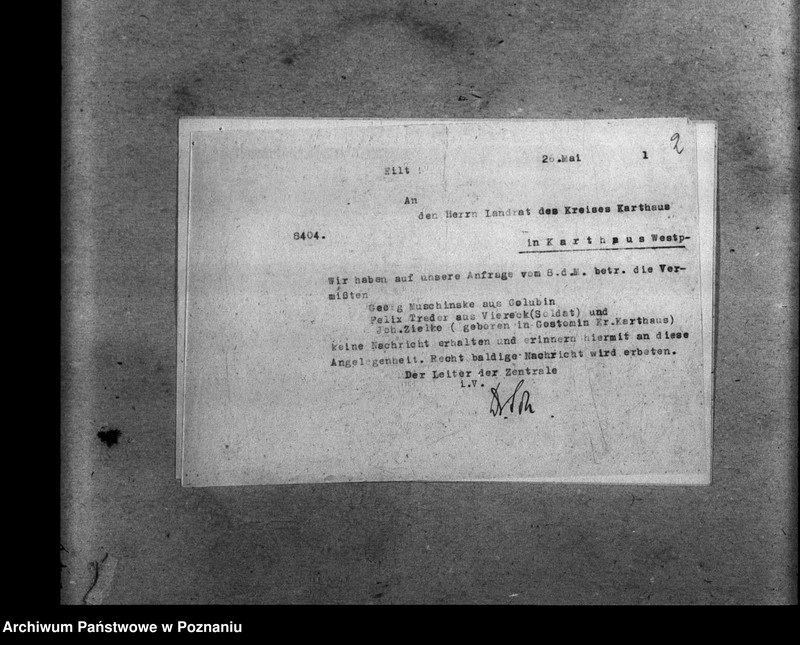 2
26.Mai 1
Eilt !
An
den Herrn Landrat des Kreises Karthaus
8404.
in Karthaus Westp-
Wir haben auf unsere Anfrage vom 8.d.M. betr. die Ver-
mißten
Georg Muschinske aus Golubin
Felix Treder aus Viereck(Soldat) und
Joh.Zielke ( geboren in Gostomin Kr.Karthaus)
keine Nachricht erhalten und erinnern hiermit an diese
Angelegenheit. Recht baldige Nachricht wird erbeten.
Der Leiter der Zentrale
i.V.
Archiwum Państwowe w Poznaniu